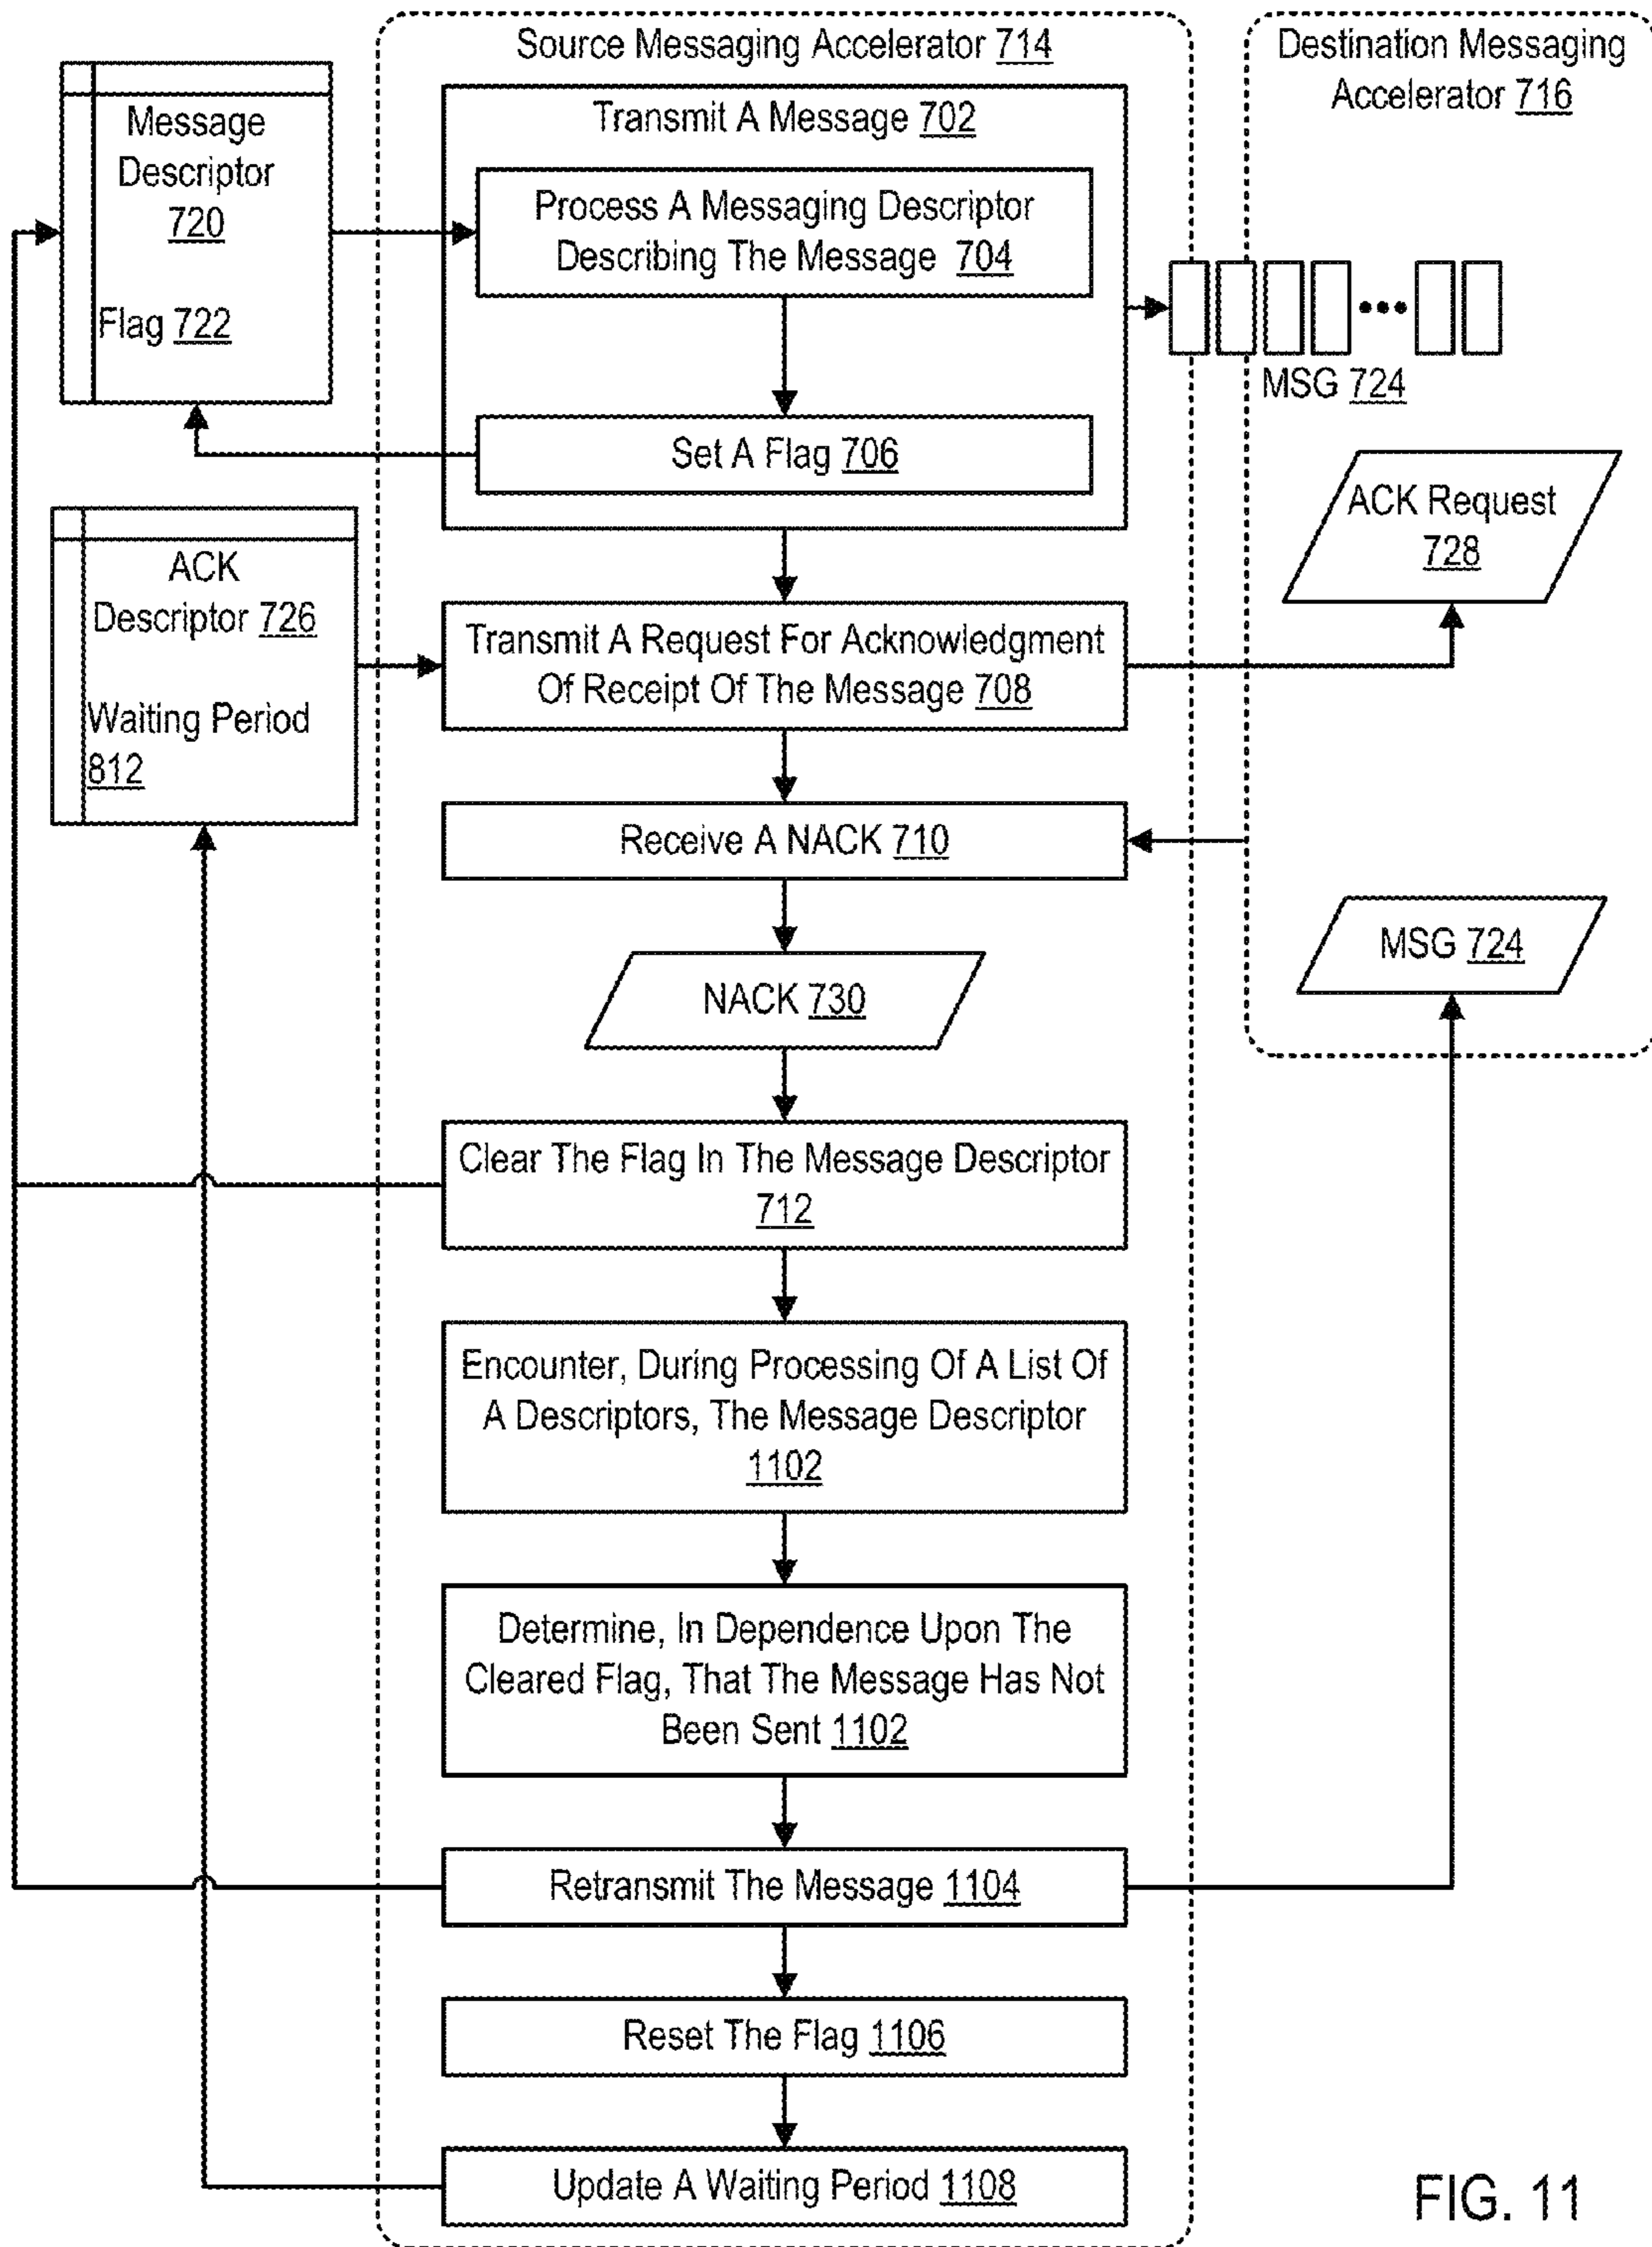 Source Messaging Accelerator 714
Destination Messaging
Accelerator 716
Message
Descriptor
720
Flag 722
Transmit A Message 702
Process A Messaging Descriptor
Describing The Message 704
Set A Flag 706
MSG 724
ACK Request
728
ACK
Descriptor 726
Waiting Period
812
Transmit A Request For Acknowledgment
Of Receipt Of The Message 708
Receive A NACK 710
MSG 724
NACK 730
Clear The Flag In The Message Descriptor
712
Encounter, During Processing Of A List Of
A Descriptors, The Message Descriptor
1102
Determine, In Dependence Upon The
Cleared Flag, That The Message Has Not
Been Sent 1102
Retransmit The Message 1104
Reset The Flag 1106
Update A Waiting Period 1108
FIG. 11